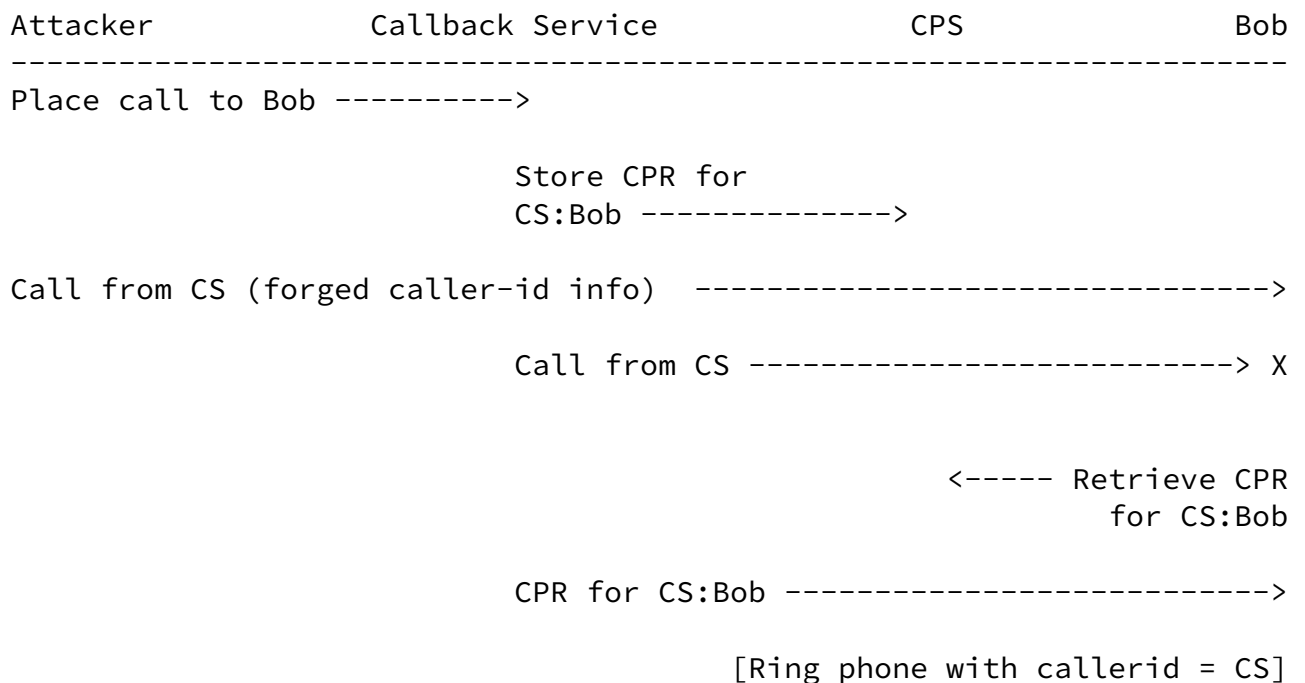 Attacker Callback Service CPS Bob
-----------------------------------------------------------------------
Place call to Bob ---------->
Store CPR for
CS:Bob -------------->
Call from CS (forged caller-id info) -------------------------------->
Call from CS ---------------------------> X
<----- Retrieve CPR
for CS:Bob
CPR for CS:Bob --------------------------->
[Ring phone with callerid = CS]